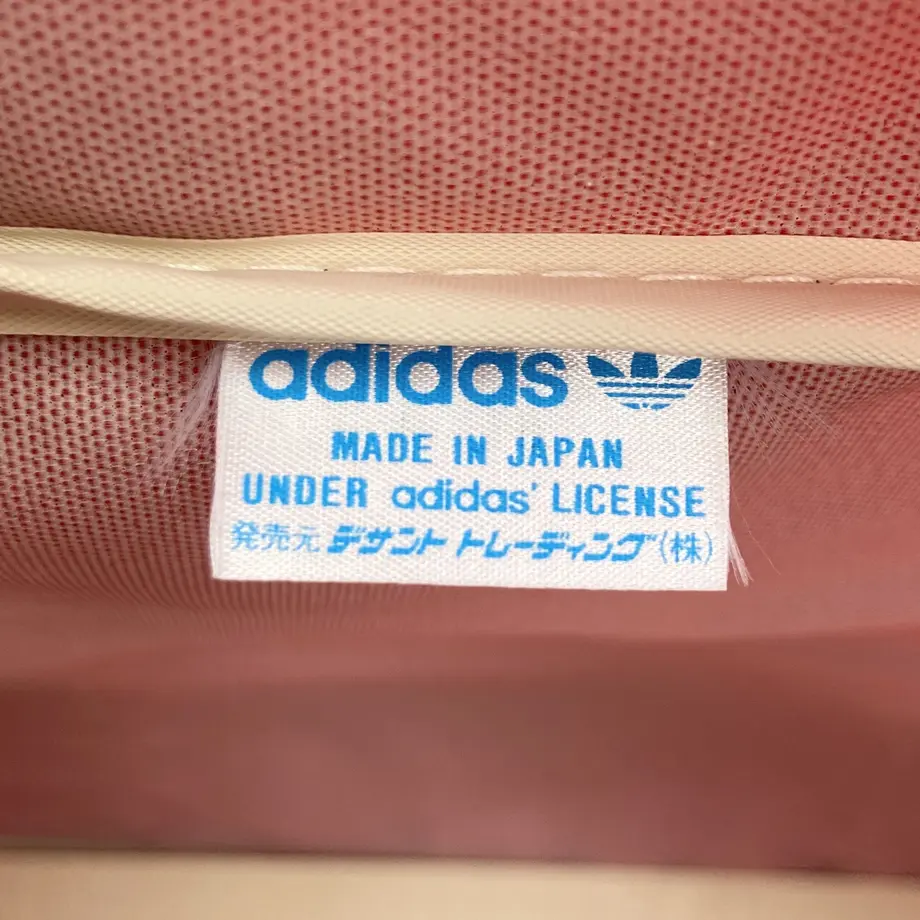 adidas
MADE IN JAPAN
UNDER adidas' LICENSE
発売元 デサント トレーディング(株)